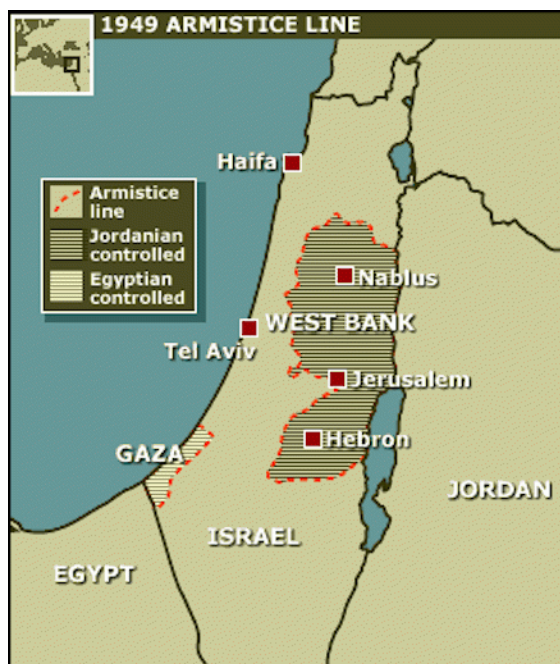 1949 ARMISTICE LINE
Haifa
Armistice
line
Jordanian
controlled
Egyptian
controlled
Nablus
WEST BANK
Tel Aviv
Jerusalem
Hebron
GAZA
JORDAN
ISRAEL
EGYPT